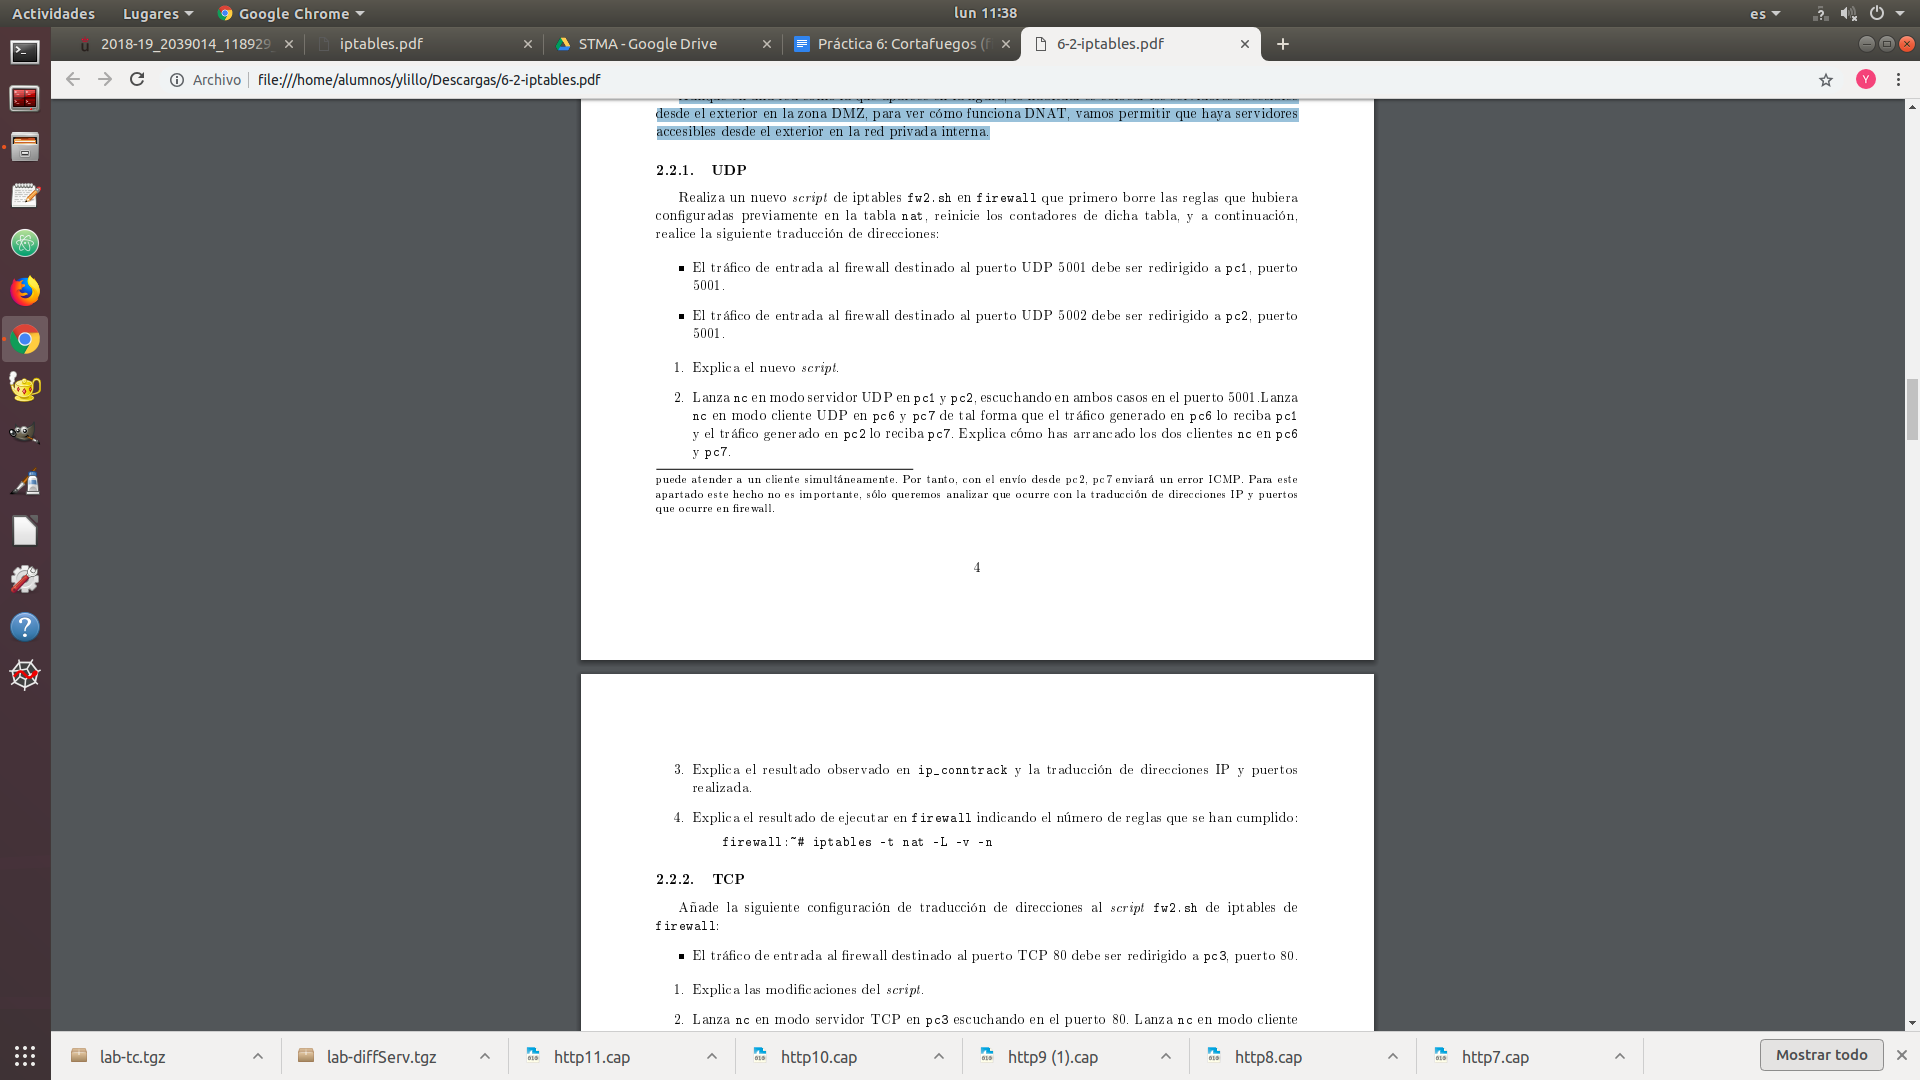 Actividades Lugares Google Chrome lun 11:38 es
2018-19_2039014_118929 iptables.pdf STMA - Google Drive Práctica 6: Cortafuegos (f 6-2-iptables.pdf
Archivo file:///home/alumnos/ylillo/Descargas/6-2-iptables.pdf Y
desde el exterior en la zona DMZ, para ver cómo funciona DNAT, vamos permitir que haya servidores
accesibles desde el exterior en la red privada interna.
2.2.1. UDP
Realiza un nuevo script de iptables fw2.sh en firewall que primero borre las reglas que hubiera
configuradas previamente en la tabla nat, reinicie los contadores de dicha tabla, y a continuación,
realice la siguiente traducción de direcciones:
El tráfico de entrada al firewall destinado al puerto UDP 5001 debe ser redirigido a pc1, puerto
5001.
El tráfico de entrada al firewall destinado al puerto UDP 5002 debe ser redirigido a pc2, puerto
5001.
1. Explica el nuevo script.
2. Lanza nc en modo servidor UDP en pc1 y pc2, escuchando en ambos casos en el puerto 5001.Lanza
nc en modo cliente UDP en pc6 y pc7 de tal forma que el tráfico generado en pc6 lo reciba pc1
y el tráfico generado en pc2 lo reciba pc7. Explica cómo has arrancado los dos clientes nc en pc6
y pc7.
puede atender a un cliente simultáneamente. Por tanto, con el envío desde pc2, pc7 enviará un error ICMP. Para este
apartado este hecho no es importante, sólo queremos analizar que ocurre con la traducción de direcciones IP y puertos
que ocurre en firewall.
4
3. Explica el resultado observado en ip_conntrack y la traducción de direcciones IP y puertos
realizada.
4. Explica el resultado de ejecutar en firewall indicando el número de reglas que se han cumplido:
firewall:~# iptables -t nat -L -v -n
2.2.2. TCP
Añade la siguiente configuración de traducción de direcciones al script fw2.sh de iptables de
firewall:
El tráfico de entrada al firewall destinado al puerto TCP 80 debe ser redirigido a pc3, puerto 80.
1. Explica las modificaciones del script.
2. Lanza nc en modo servidor TCP en pc3 escuchando en el puerto 80. Lanza nc en modo cliente
lab-tc.tgz lab-diffServ.tgz http11.cap http10.cap http9 (1).cap http8.cap http7.cap Mostrar todo